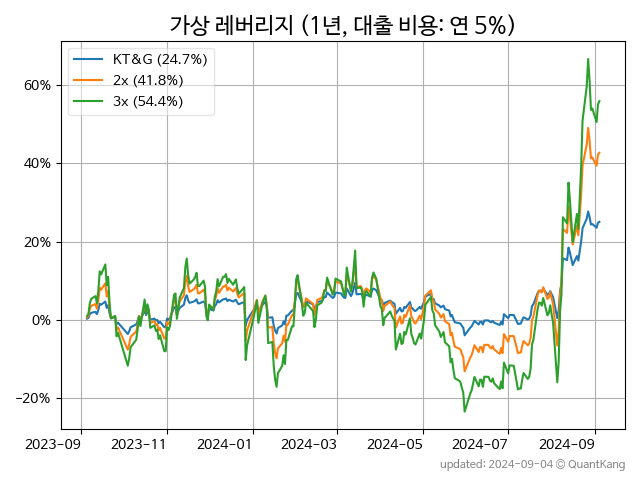 가상 레버리지 (1년, 대출 비용: 연 5%)
KT&G (24.7%)
2x (41.8%)
3x (54.4%)
60%
40%
20%
0%
−20%
2023-09 2023-11 2024-01 2024-03 2024-05 2024-07 2024-09
updated: 2024-09-04 © QuantKang